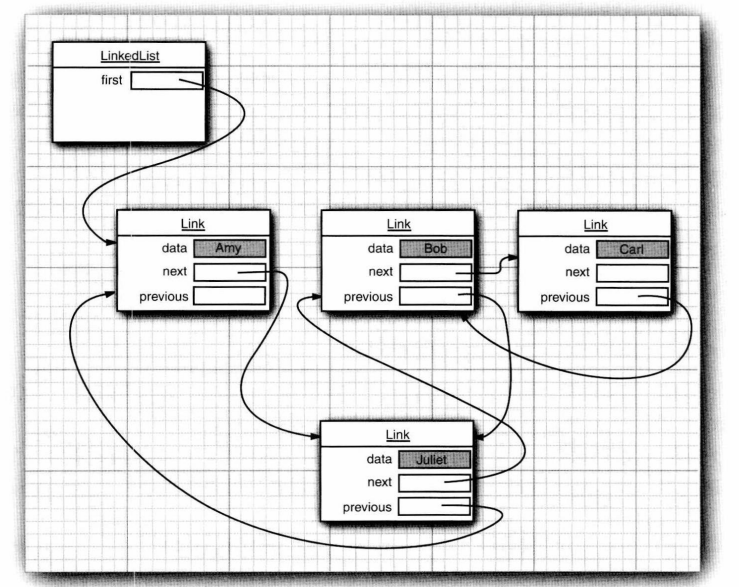 LinkedList
first
Link
data Amy
next
previous
Link
data Bob
next
previous
Link
data Carl
next
previous
Link
data Juliet
next
previous